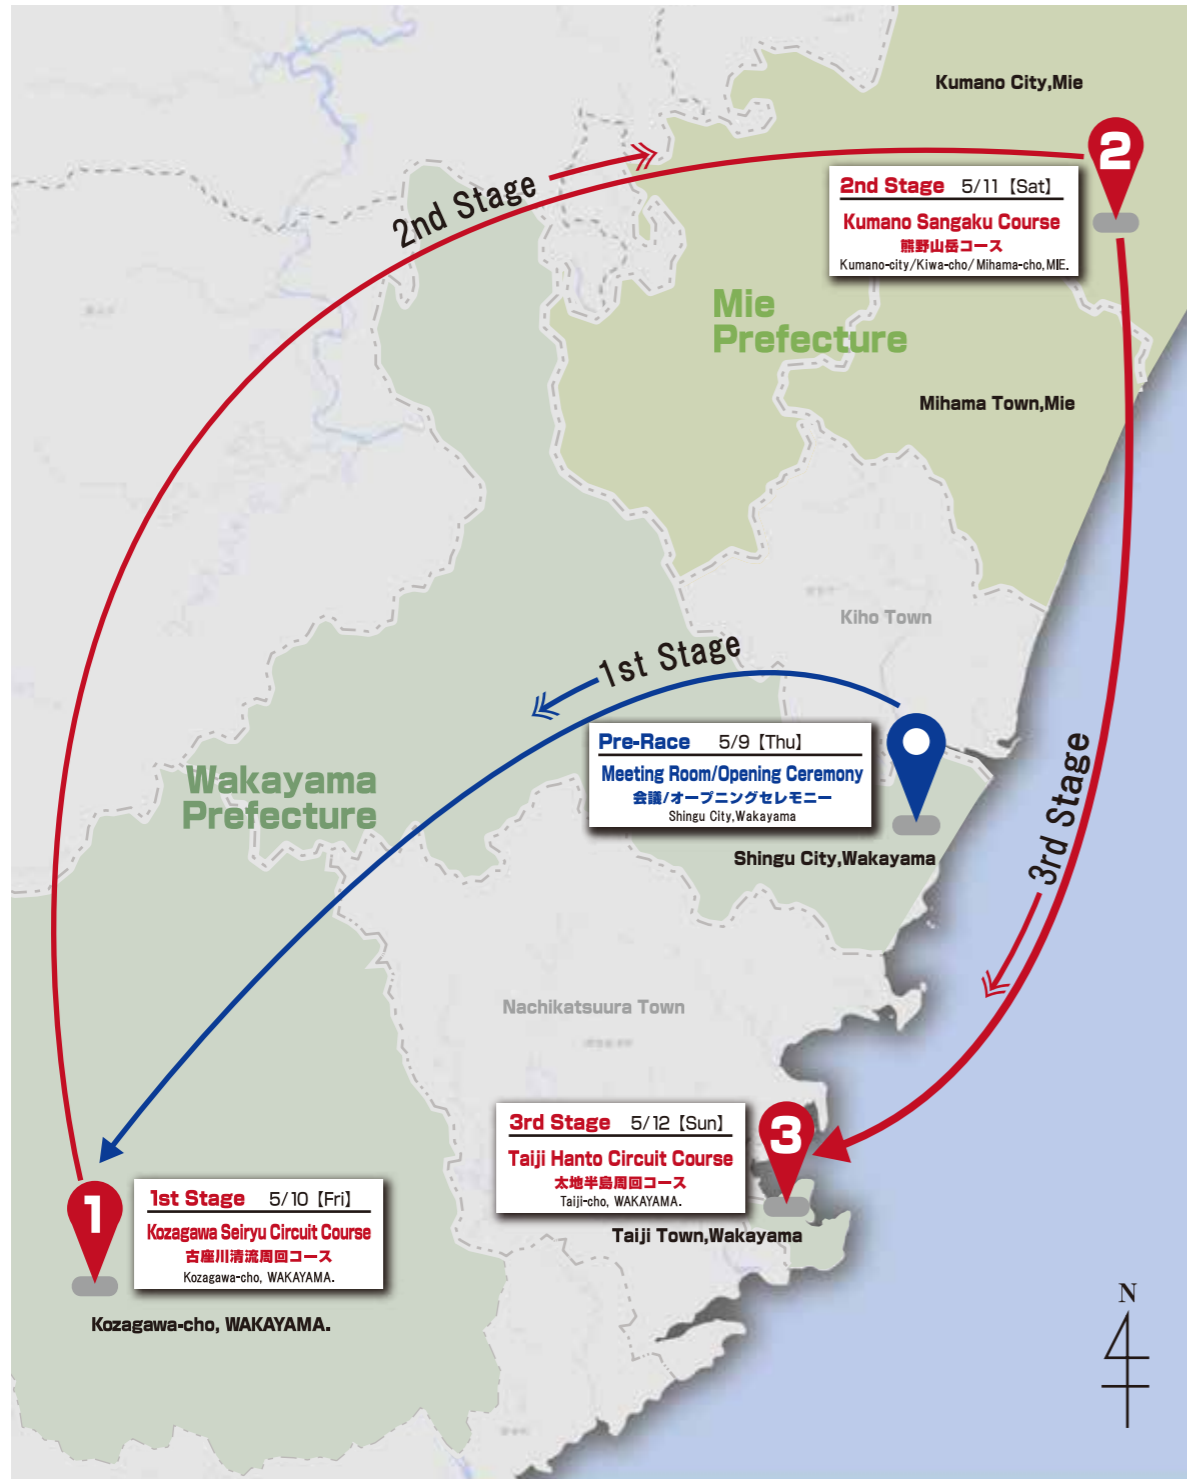 Kumano City,Mie
2
2nd Stage 5/11【Sat】
Kumano Sangaku Course
熊野山岳コース
Kumano-city/Kiwa-cho/Mihama-cho,MIE.
2nd Stage
Mie
Prefecture
Mihama Town,Mie
Kiho Town
1st Stage
Pre-Race 5/9【Thu】
Meeting Room/Opening Ceremony
会議/オープニングセレモニー
Shingu City,Wakayama
Shingu City,Wakayama
Wakayama
Prefecture
3rd Stage
Nachikatsuura Town
3
3rd Stage 5/12【Sun】
Taiji Hanto Circuit Course
太地半島周回コース
Taiji-cho, WAKAYAMA.
Taiji Town,Wakayama
1
1st Stage 5/10【Fri】
Kozagawa Seiryu Circuit Course
古座川清流周回コース
Kozagawa-cho, WAKAYAMA.
Kozagawa-cho, WAKAYAMA.
N